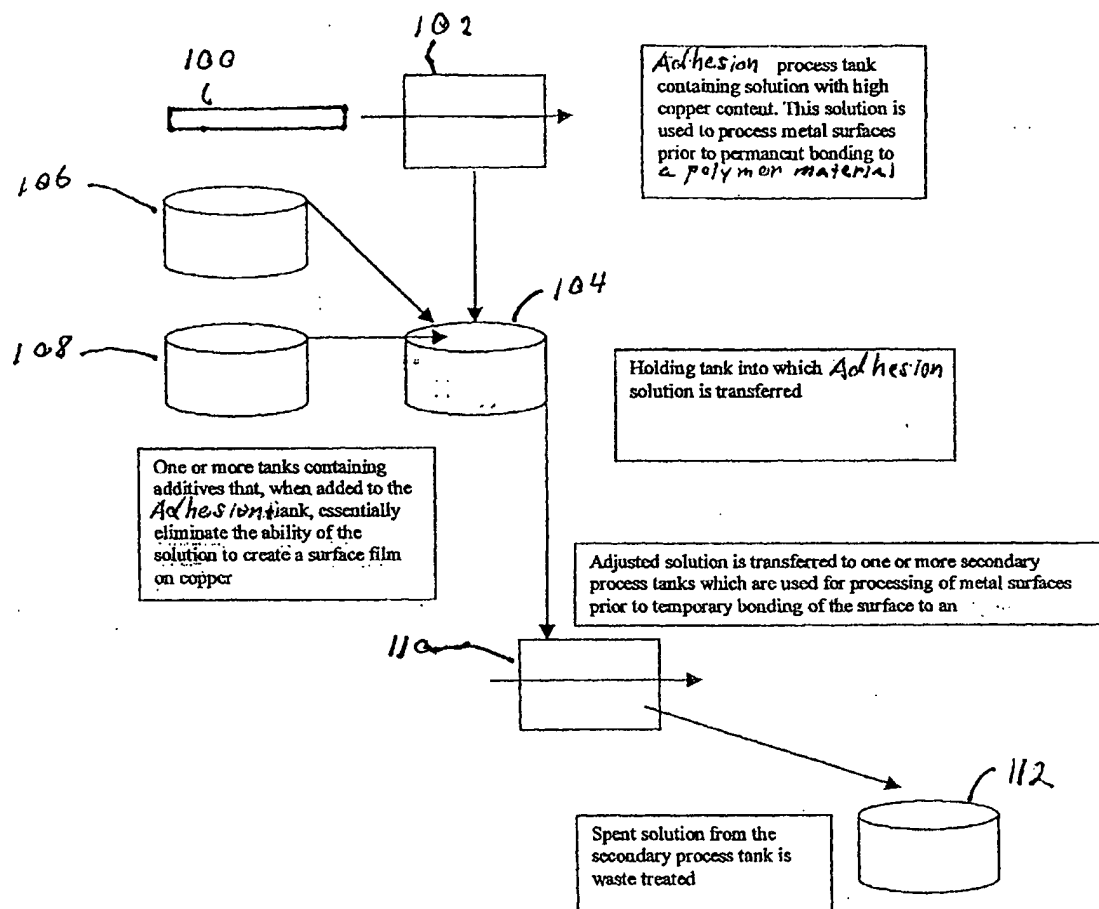 102
100
Adhesion process tank
containing solution with high
copper content. This solution is
used to process metal surfaces
prior to permanent bonding to
a polymer material
106
104
108
Holding tank into which Adhesion
solution is transferred
One or more tanks containing
additives that, when added to the
Adhesion tank, essentially
eliminate the ability of the
solution to create a surface film
on copper
Adjusted solution is transferred to one or more secondary
process tanks which are used for processing of metal surfaces
prior to temporary bonding of the surface to an
110
112
Spent solution from the
secondary process tank is
waste treated